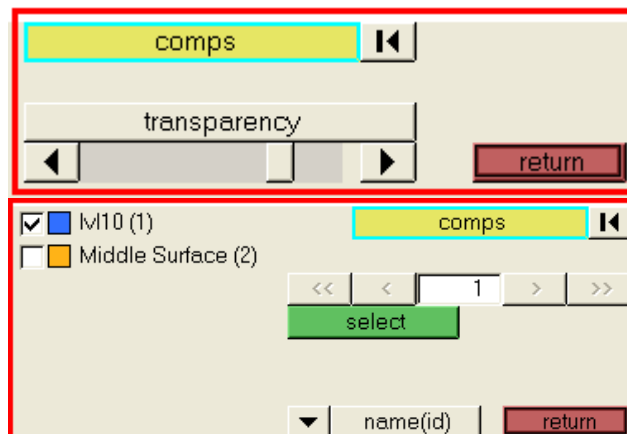 comps
transparency
return
lvl10 (1)
comps
Middle Surface (2)
<< < 1 > >>
select
name(id)
return